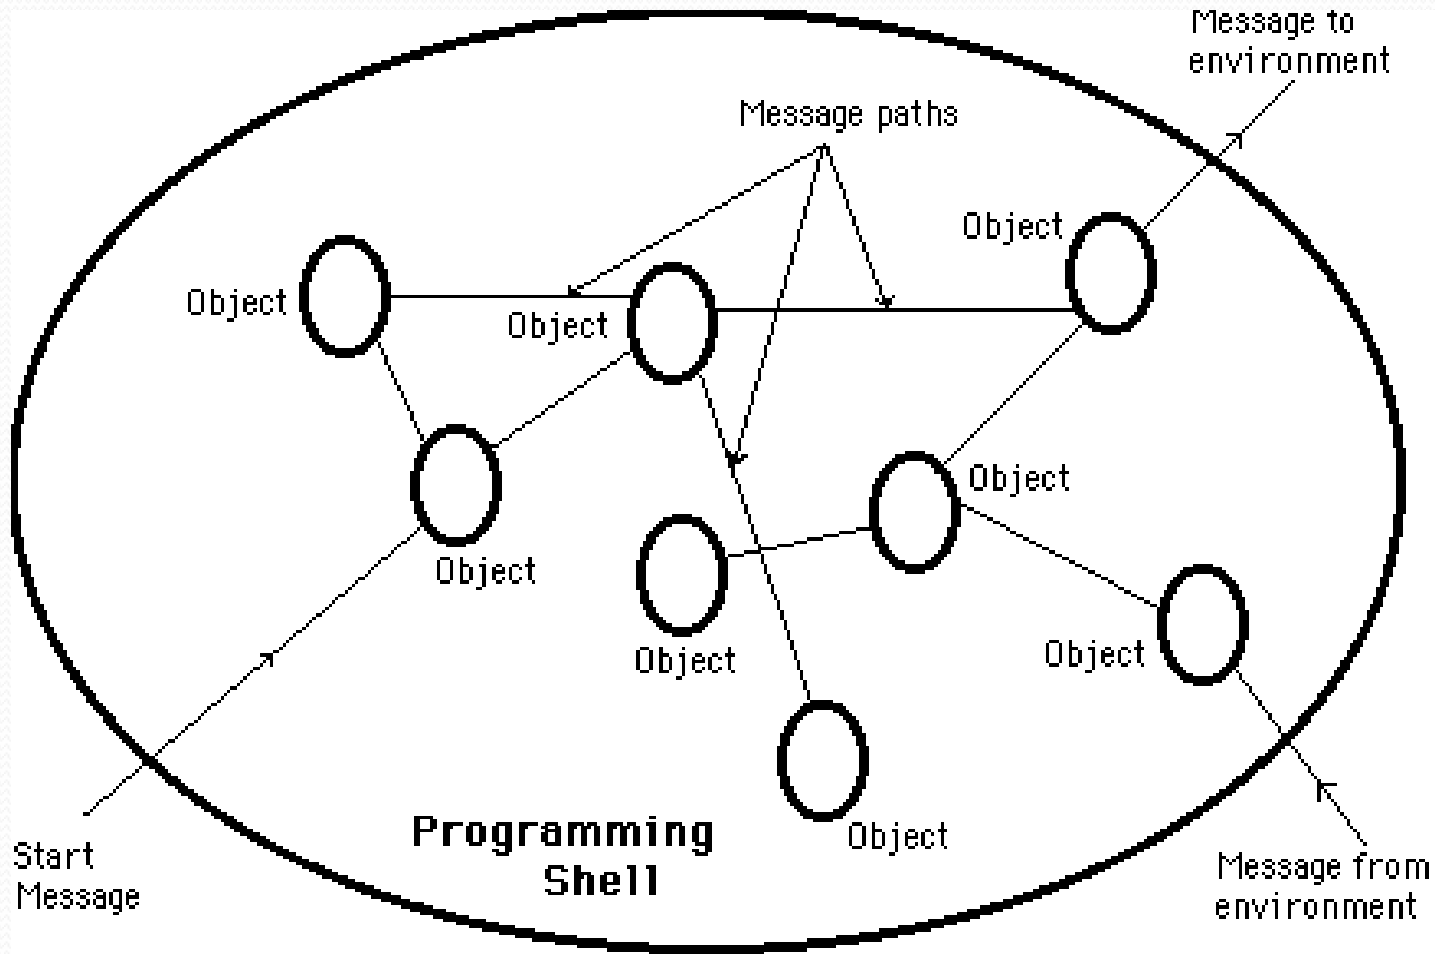 Message to
environment
Message paths
Object
Object
Object
Object
Object
Object
Object
Object
Programming
Shell
Start
Message
Message from
environment